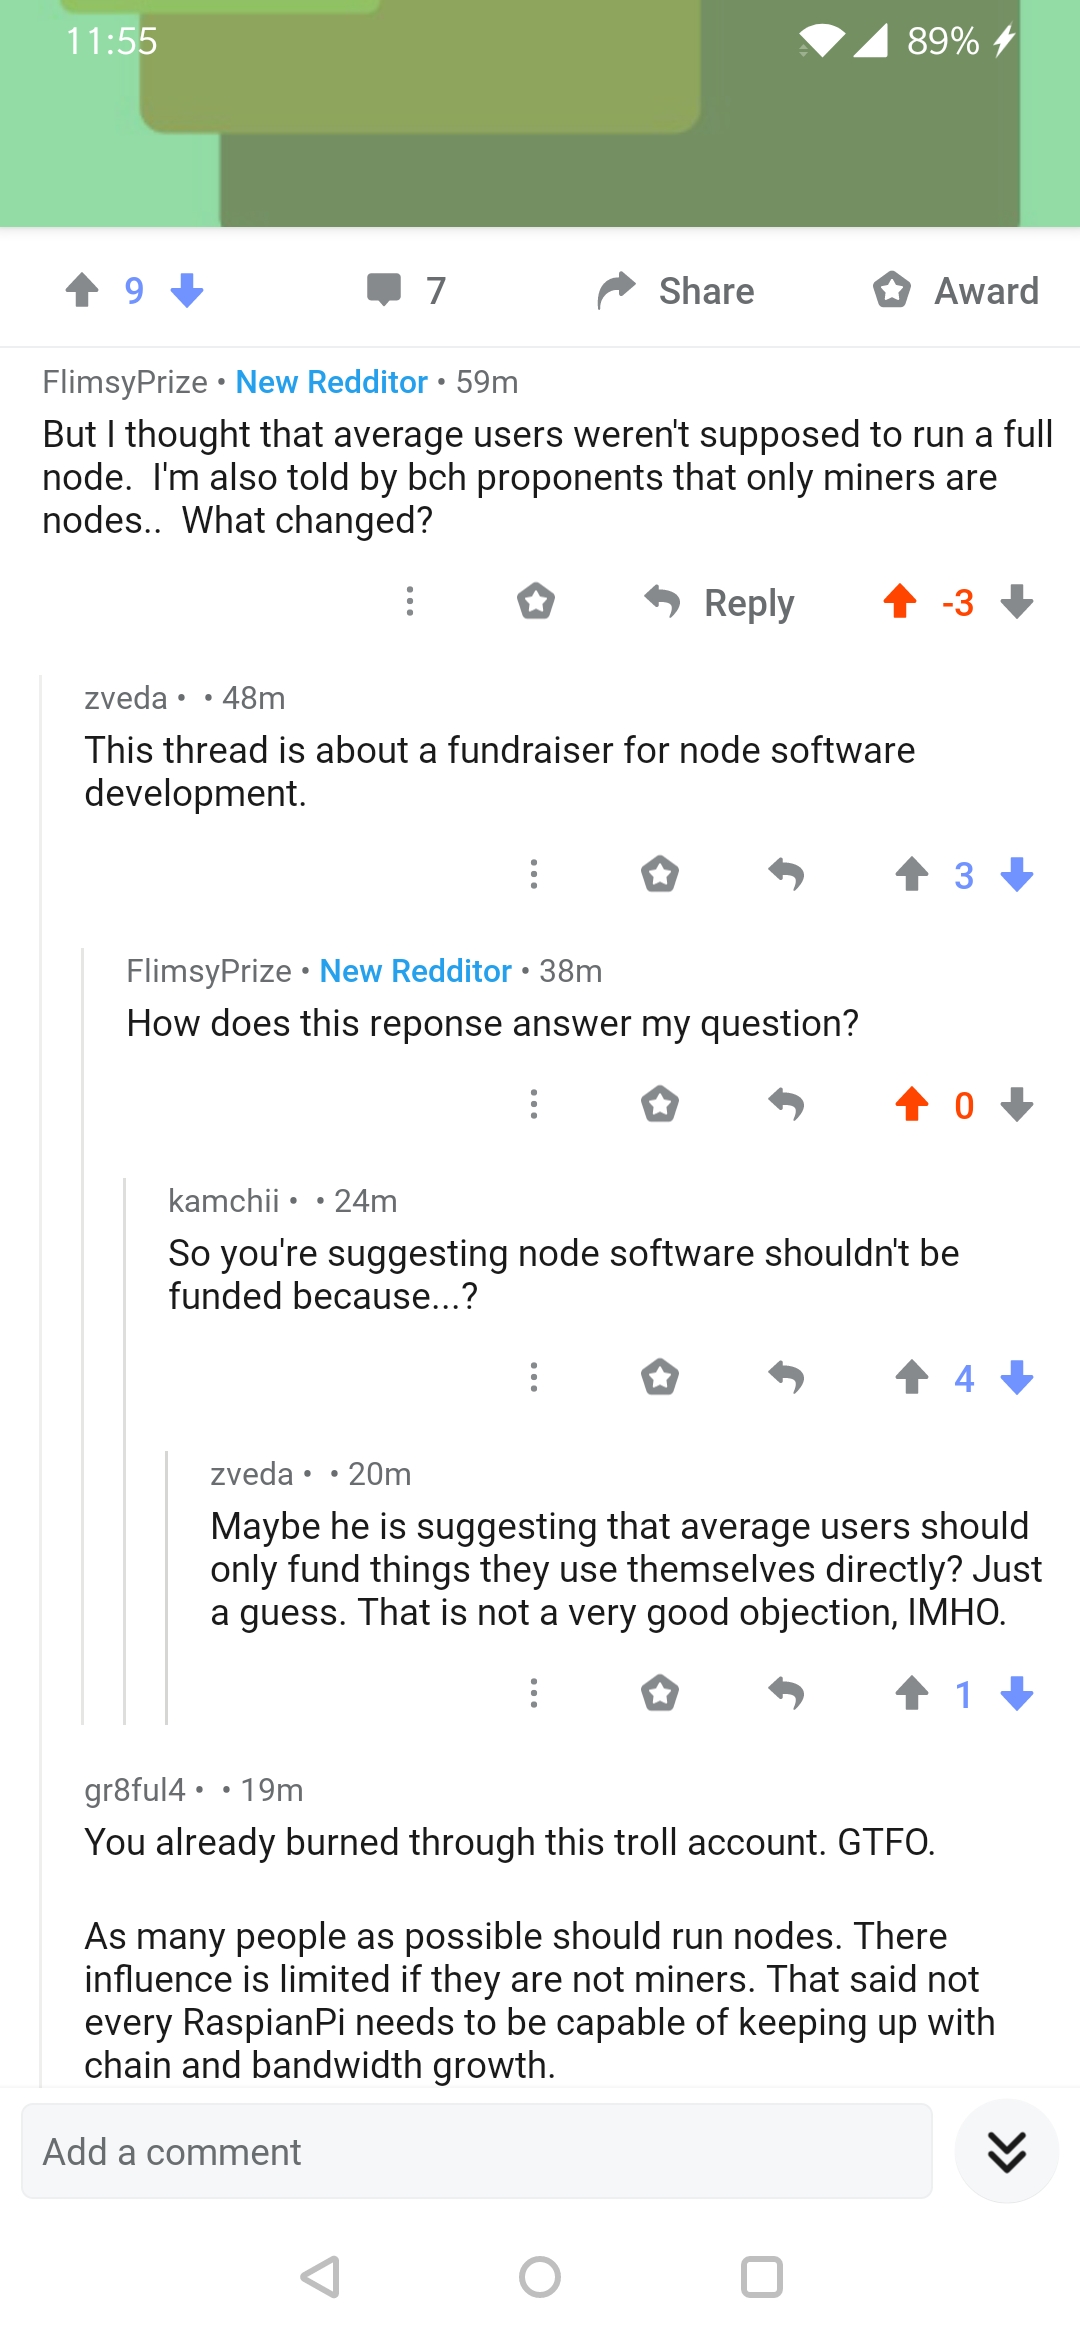 11:55 89%
9 7 Share Award
FlimsyPrize • New Redditor • 59m
But I thought that average users weren't supposed to run a full
node.  I'm also told by bch proponents that only miners are
nodes..  What changed?
Reply -3
zveda •  • 48m
This thread is about a fundraiser for node software
development.
3
FlimsyPrize • New Redditor • 38m
How does this reponse answer my question?
0
kamchii •  • 24m
So you're suggesting node software shouldn't be
funded because...?
4
zveda •  • 20m
Maybe he is suggesting that average users should
only fund things they use themselves directly? Just
a guess. That is not a very good objection, IMHO.
1
gr8ful4 •  • 19m
You already burned through this troll account. GTFO.
As many people as possible should run nodes. There
influence is limited if they are not miners. That said not
every RaspianPi needs to be capable of keeping up with
chain and bandwidth growth.
Add a comment